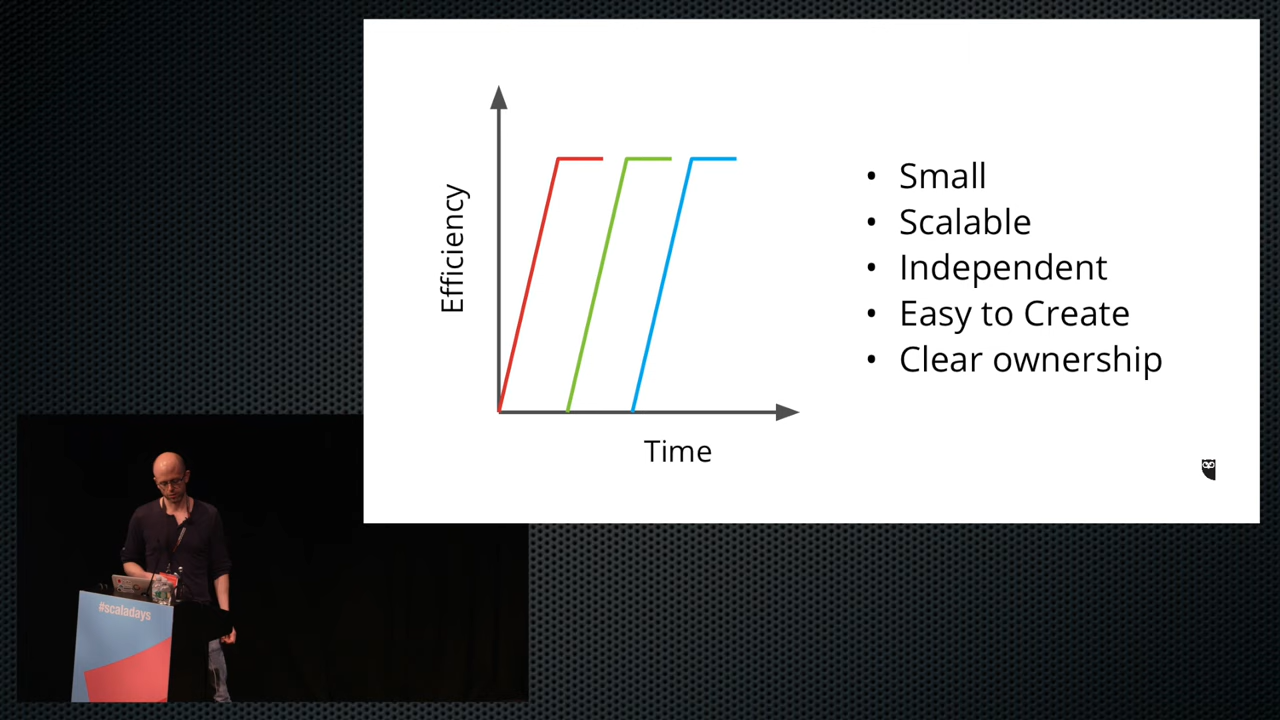 Efficiency
Time
• Small
• Scalable
• Independent
• Easy to Create
• Clear ownership
#scaladays